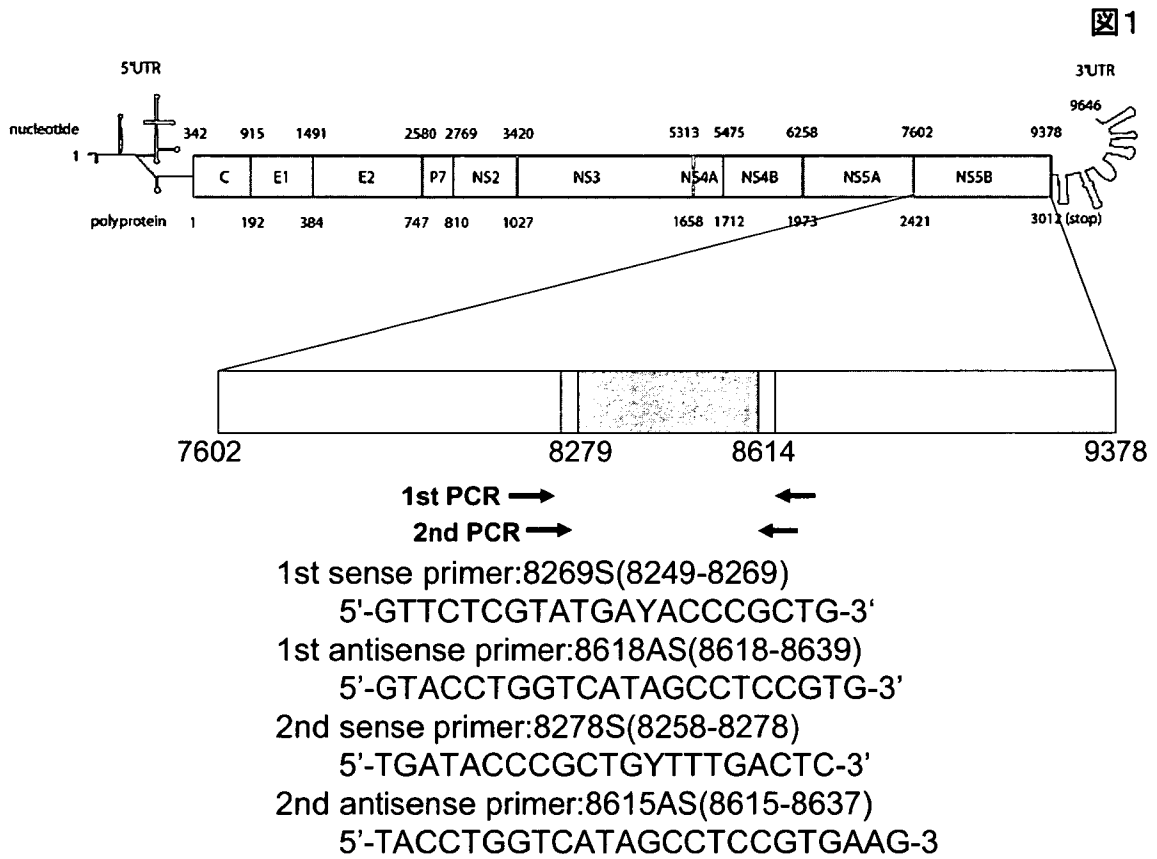 図1
5'UTR
3'UTR
nucleotide
1
342 915 1491 2580 2769 3420 5313 5475 6258 7602 9378
9646
C E1 E2 P7 NS2 NS3 NS4A NS4B NS5A NS5B
polyprotein 1 192 384 747 810 1027 1658 1712 1973 2421 3012 (stop)
7602 8279 8614 9378
1st PCR
2nd PCR
1st sense primer:8269S(8249-8269)
5'-GTTCTCGTATGAYACCCGCTG-3‘
1st antisense primer:8618AS(8618-8639)
5’-GTACCTGGTCATAGCCTCCGTG-3’
2nd sense primer:8278S(8258-8278)
5’-TGATACCCGCTGYTTTGACTC-3’
2nd antisense primer:8615AS(8615-8637)
5’-TACCTGGTCATAGCCTCCGTGAAG-3